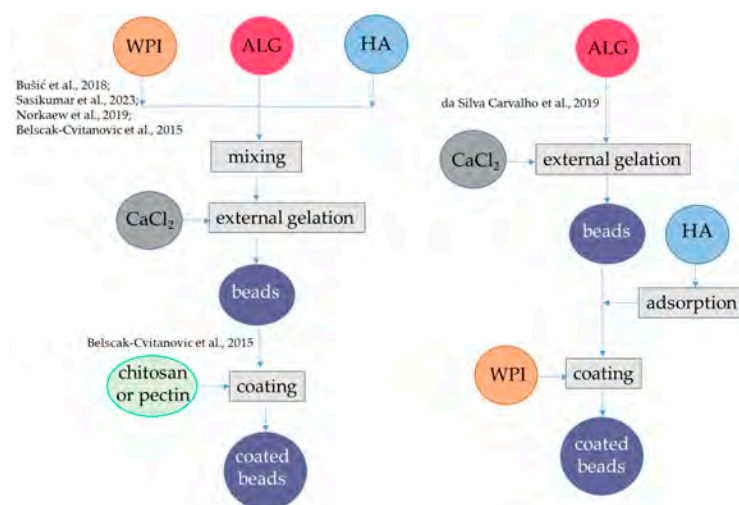 WPI
ALG
HA
Bušić et al., 2018;
Sasikumar et al., 2023;
Norkaew et al., 2019;
Belscak-Cvitanovic et al., 2015
mixing
CaCl₂
external gelation
beads
Belscak-Cvitanovic et al., 2015
chitosan
or pectin
coating
coated
beads
ALG
da Silva Carvalho et al., 2019
CaCl₂
external gelation
beads
HA
adsorption
WPI
coating
coated
beads